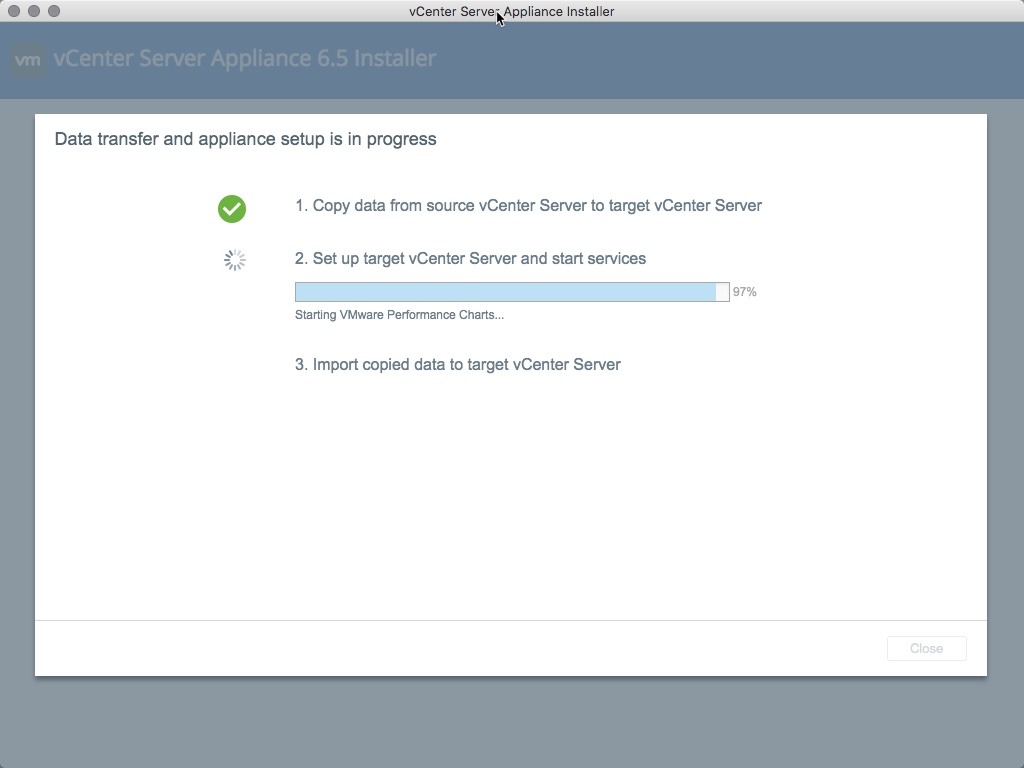 vCenter Server Appliance Installer
vm vCenter Server Appliance 6.5 Installer
Data transfer and appliance setup is in progress
1. Copy data from source vCenter Server to target vCenter Server
2. Set up target vCenter Server and start services
97%
Starting VMware Performance Charts...
3. Import copied data to target vCenter Server
Close